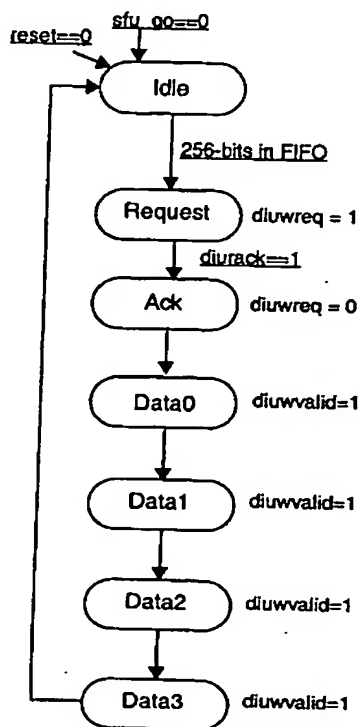 sfu_go==0
reset==0
Idle
256-bits in FIFO
Request diuwreq = 1
diurack==1
Ack diuwreq = 0
Data0 diuwvalid=1
Data1 diuwvalid=1
Data2 diuwvalid=1
Data3 diuwvalid=1